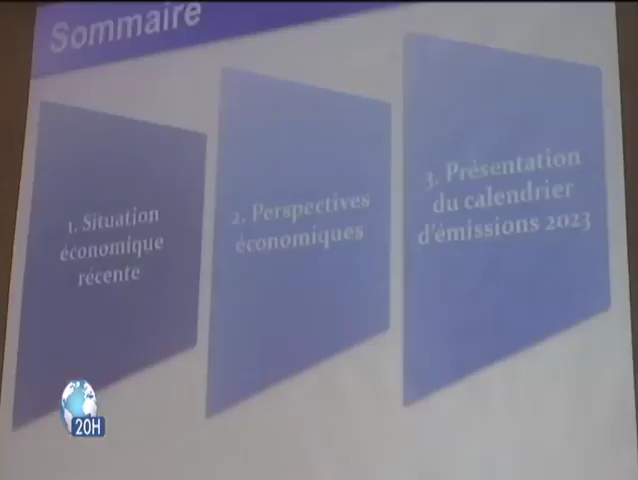 Sommaire
1. Situation
économique
récente
2. Perspectives
économiques
3. Présentation
du calendrier
d'émissions 2023
20H